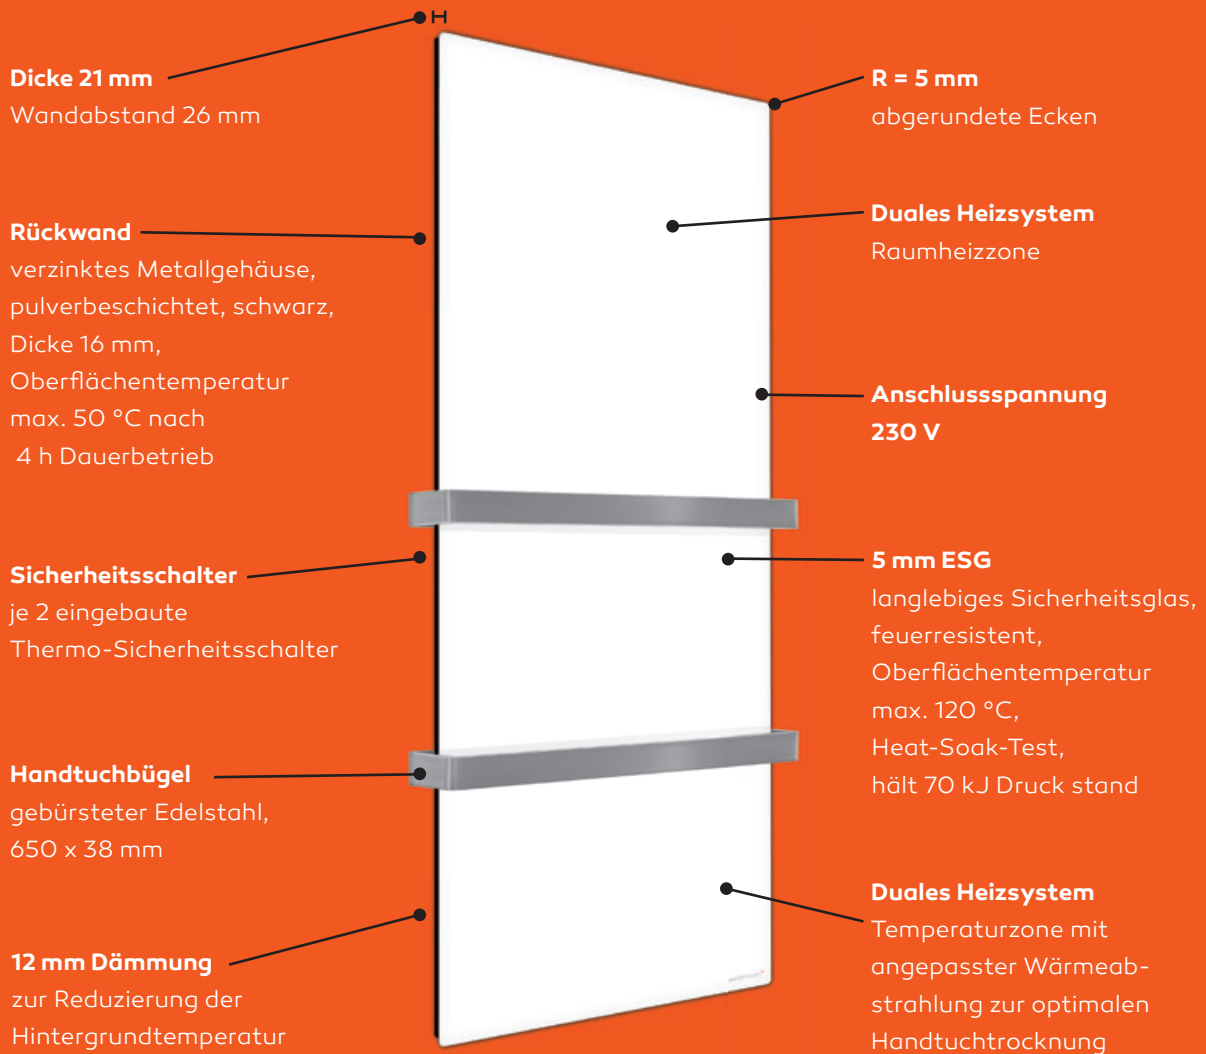 Dicke 21 mm
Wandabstand 26 mm
Rückwand
verzinktes Metallgehäuse,
pulverbeschichtet, schwarz,
Dicke 16 mm,
Oberflächentemperatur
max. 50 °C nach
4 h Dauerbetrieb
Sicherheitsschalter
je 2 eingebaute
Thermo-Sicherheitsschalter
Handtuchbügel
gebürsteter Edelstahl,
650 x 38 mm
12 mm Dämmung
zur Reduzierung der
Hintergrundtemperatur
R = 5 mm
abgerundete Ecken
Duales Heizsystem
Raumheizzone
Anschlussspannung
230 V
5 mm ESG
langlebiges Sicherheitsglas,
feuerresistent,
Oberflächentemperatur
max. 120 °C,
Heat-Soak-Test,
hält 70 kJ Druck stand
Duales Heizsystem
Temperaturzone mit
angepasster Wärmeab-
strahlung zur optimalen
Handtuchtrocknung